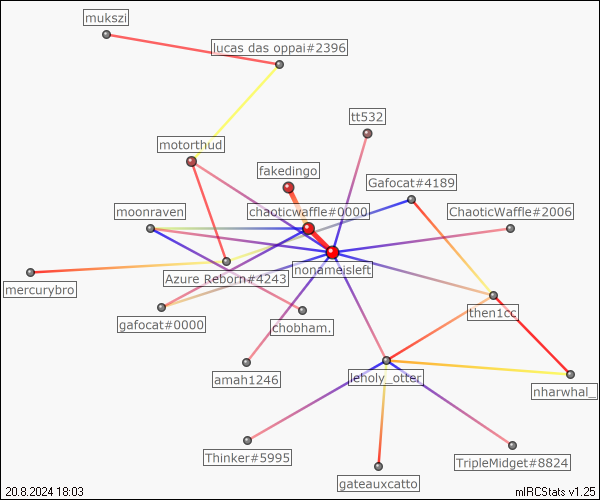 mukszi
lucas das oppai#2396
tt532
motorthud
fakedingo
Gafocat#4189
moonraven
chaoticwaffle#0000
ChaoticWaffle#2006
nonameisleft
Azure Reborn#4243
mercurybro
then1cc
gafocat#0000
chobham.
amah1246
leholy_otter
nharwhal_
Thinker#5995
TripleMidget#8824
gateauxcatto
20.8.2024 18:03
mIRCStats v1.25